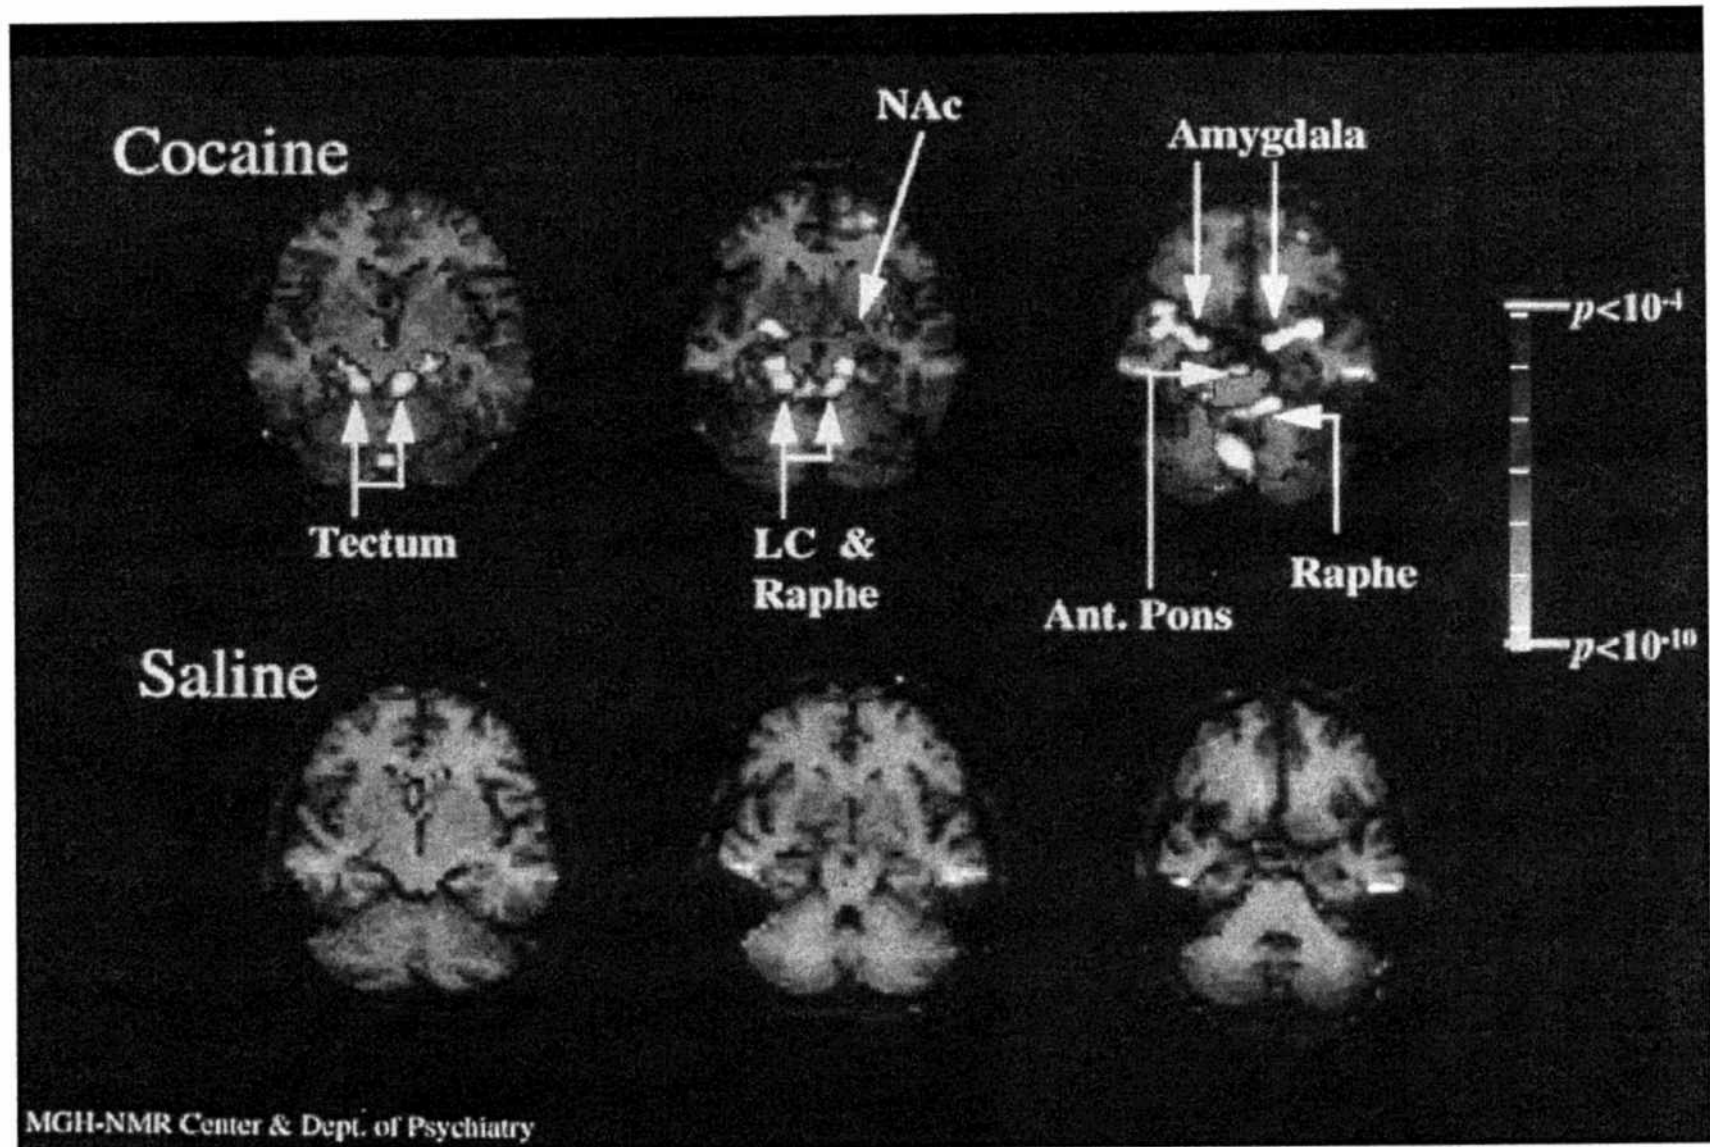 Cocaine
NAc
Amygdala
p<10-4
Tectum
LC &
Raphe
Ant. Pons
Raphe
p<10-10
Saline
MGH-NMR Center & Dept. of Psychiatry